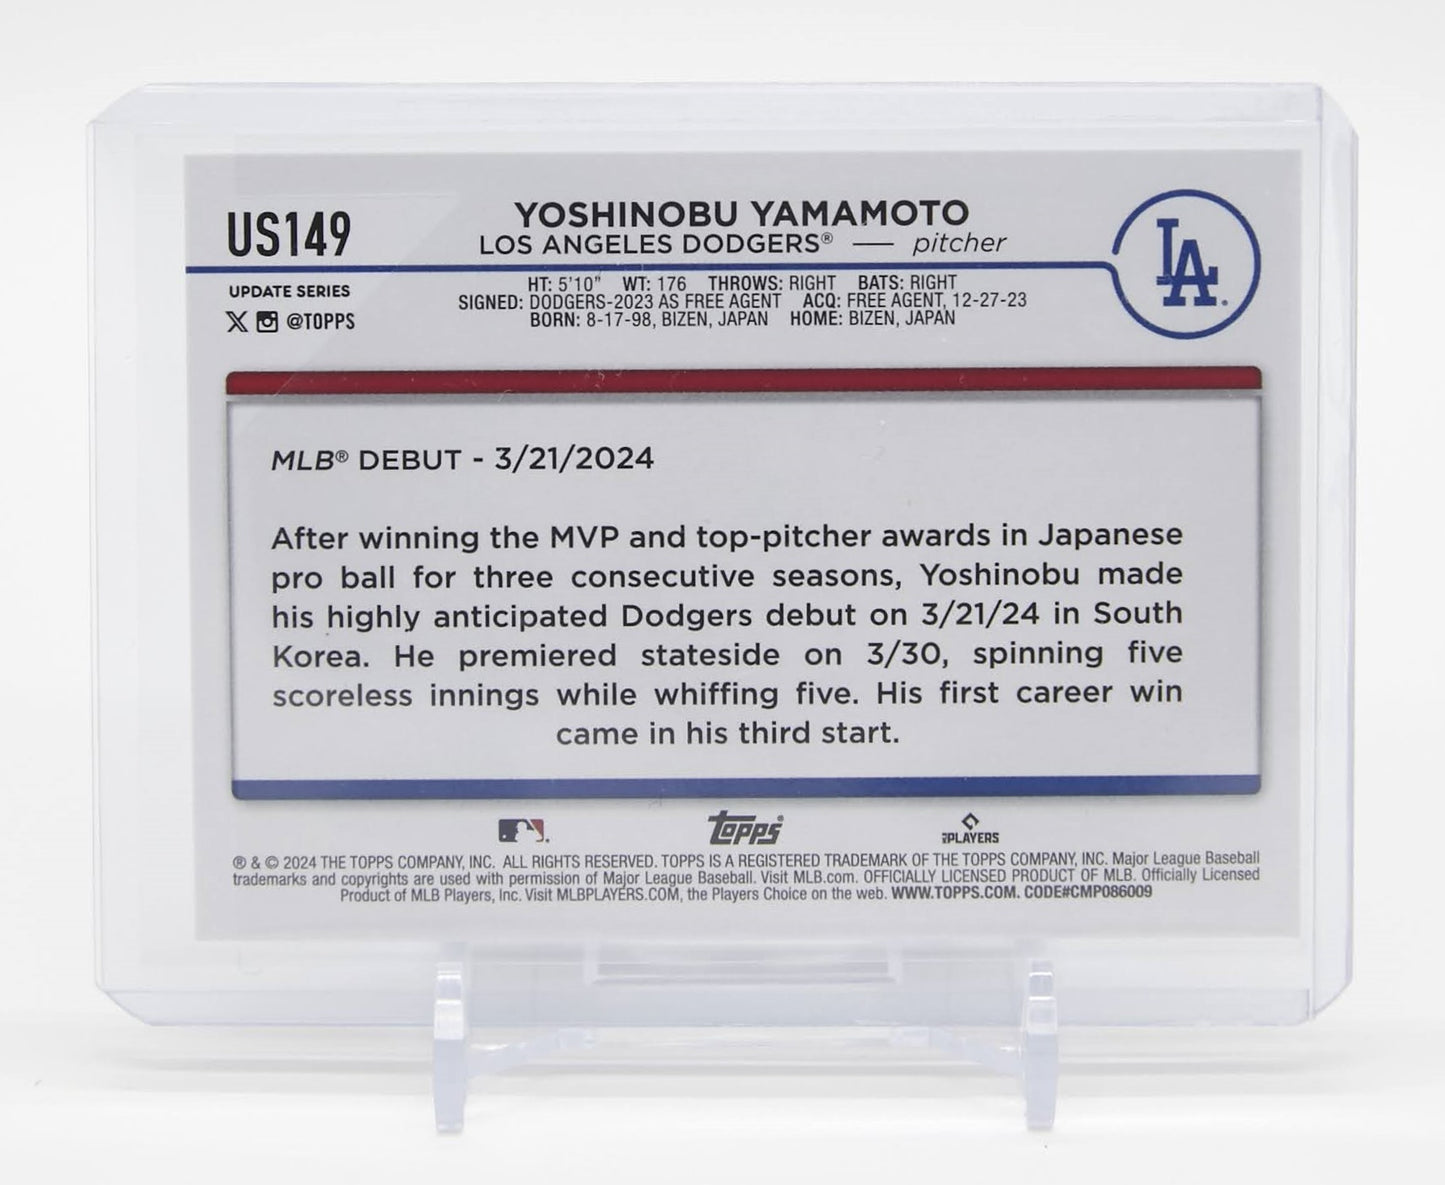 US149
YOSHINOBU YAMAMOTO
LOS ANGELES DODGERS® — pitcher
LA
UPDATE SERIES
@TOPPS
HT: 5'10" WT: 176 THROWS: RIGHT BATS: RIGHT
SIGNED: DODGERS-2023 AS FREE AGENT ACQ: FREE AGENT, 12-27-23
BORN: 8-17-98, BIZEN, JAPAN HOME: BIZEN, JAPAN
MLB® DEBUT - 3/21/2024
After winning the MVP and top-pitcher awards in Japanese
pro ball for three consecutive seasons, Yoshinobu made
his highly anticipated Dodgers debut on 3/21/24 in South
Korea. He premiered stateside on 3/30, spinning five
scoreless innings while whiffing five. His first career win
came in his third start.
Topps®
PLAYERS
® & © 2024 THE TOPPS COMPANY, INC. ALL RIGHTS RESERVED. TOPPS IS A REGISTERED TRADEMARK OF THE TOPPS COMPANY, INC. Major League Baseball
trademarks and copyrights are used with permission of Major League Baseball. Visit MLB.com. OFFICIALLY LICENSED PRODUCT OF MLB. Officially Licensed
Product of MLB Players, Inc. Visit MLBPLAYERS.COM, the Players Choice on the web. WWW.TOPPS.COM. CODE#CMP086009